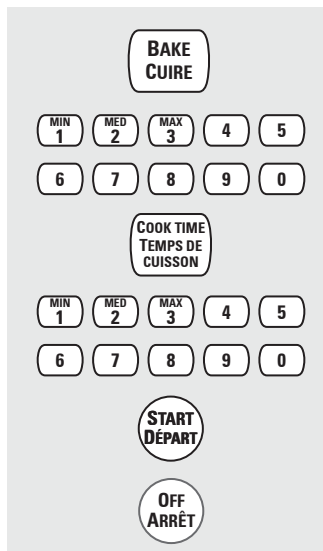 BAKE
CUIRE
MIN MED MAX
1 2 3 4 5
6 7 8 9 0
COOK TIME
TEMPS DE
CUISSON
MIN MED MAX
1 2 3 4 5
6 7 8 9 0
START
DÉPART
OFF
ARRÊT